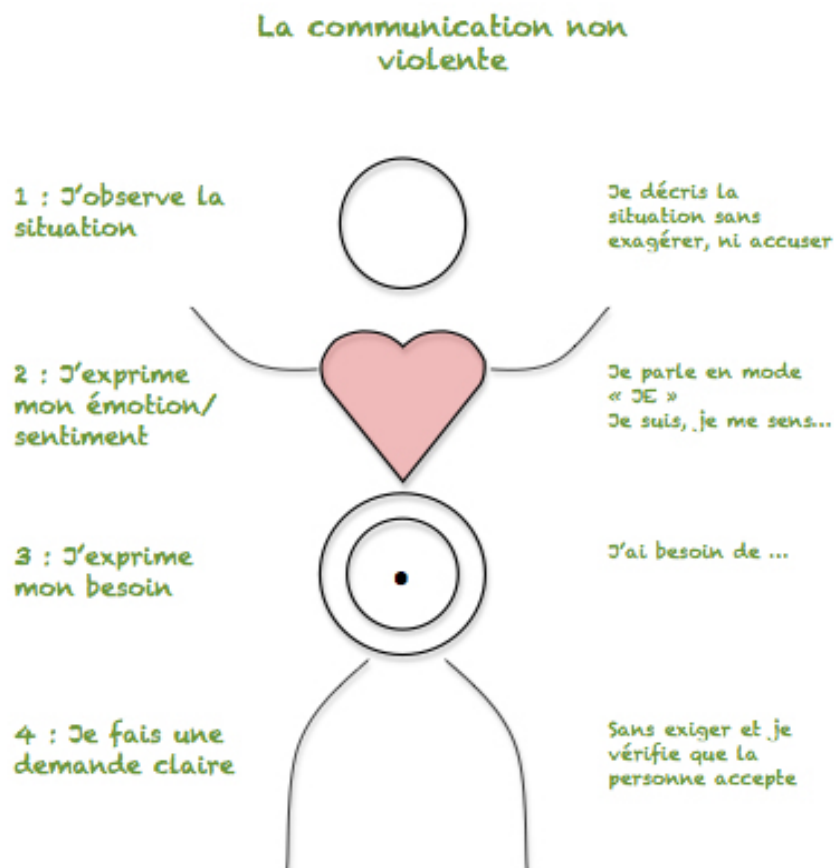 La communication non
violente
1 : J'observe la
situation
Je décris la
situation sans
exagérer, ni accuser
2 : J'exprime
mon émotion/
sentiment
Je parle en mode
« JE »
Je suis, je me sens...
3 : J'exprime
mon besoin
J'ai besoin de ...
4 : Je fais une
demande claire
Sans exiger et je
vérifie que la
personne accepte